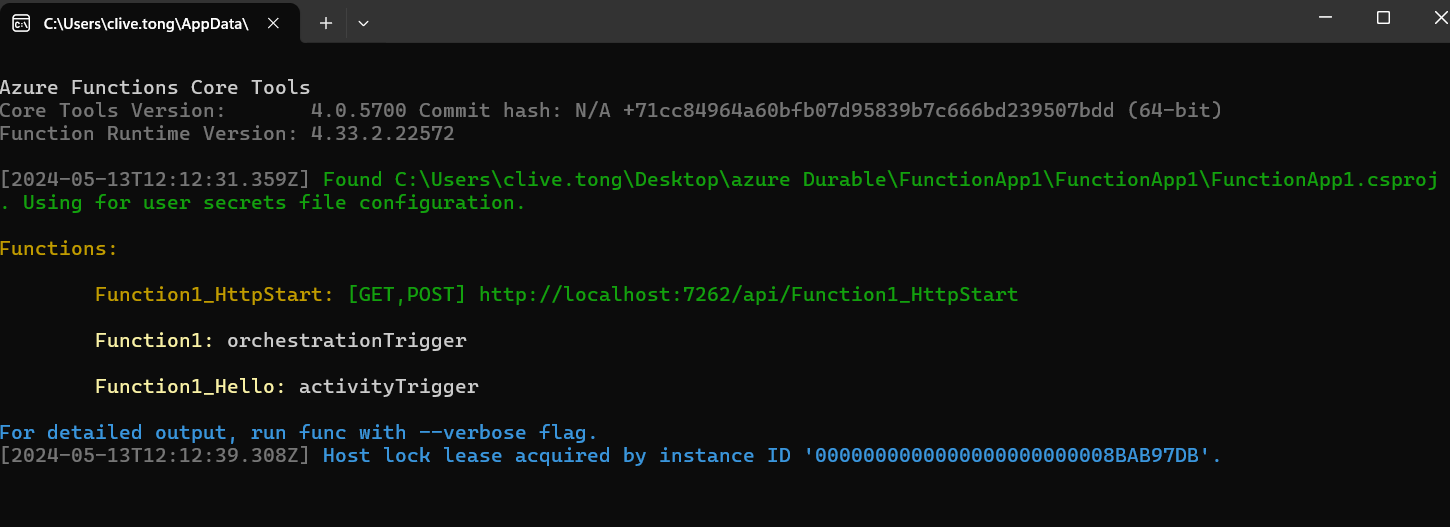 C:\Users\clive.tong\AppData\
Azure Functions Core Tools
Core Tools Version:       4.0.5700 Commit hash: N/A +71cc84964a60bfb07d95839b7c666bd239507bdd (64-bit)
Function Runtime Version: 4.33.2.22572
[2024-05-13T12:12:31.359Z] Found C:\Users\clive.tong\Desktop\azure Durable\FunctionApp1\FunctionApp1\FunctionApp1.csproj
. Using for user secrets file configuration.
Functions:
Function1_HttpStart: [GET,POST] http://localhost:7262/api/Function1_HttpStart
Function1: orchestrationTrigger
Function1_Hello: activityTrigger
For detailed output, run func with --verbose flag.
[2024-05-13T12:12:39.308Z] Host lock lease acquired by instance ID '0000000000000000000000008BAB97DB'.